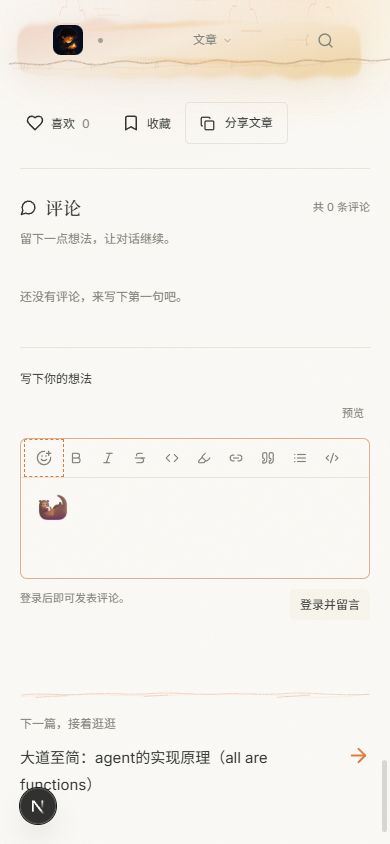 文章
喜欢 0
收藏
分享文章
评论
共 0 条评论
留下一点想法，让对话继续。
还没有评论，来写下第一句吧。
写下你的想法
预览
B I S
登录后即可发表评论。
登录并留言
下一篇，接着逛逛
大道至简：agent的实现原理（all are
functions）
N